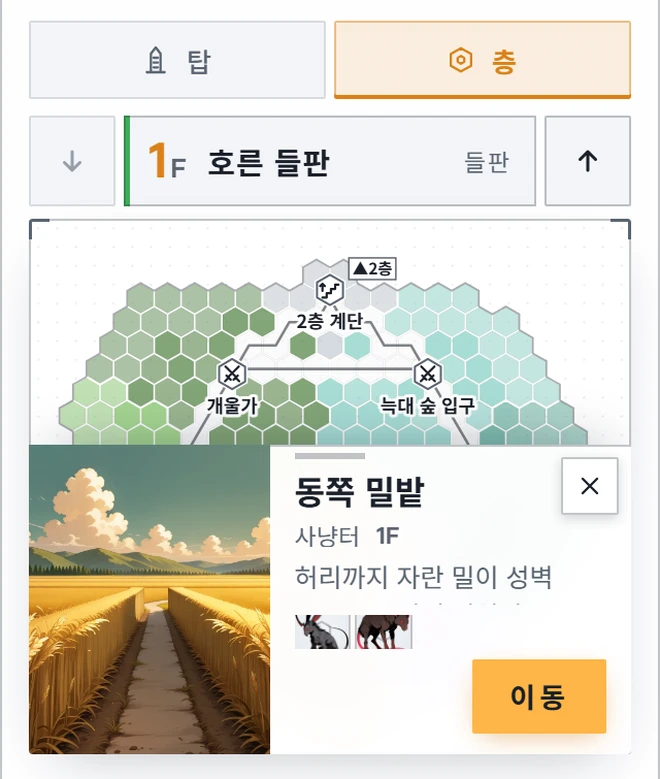 탑
층
1F 호른 들판 들판
▲2층
2층 계단
개울가
늑대 숲 입구
동쪽 밀밭
사냥터 1F
허리까지 자란 밀이 성벽
이동